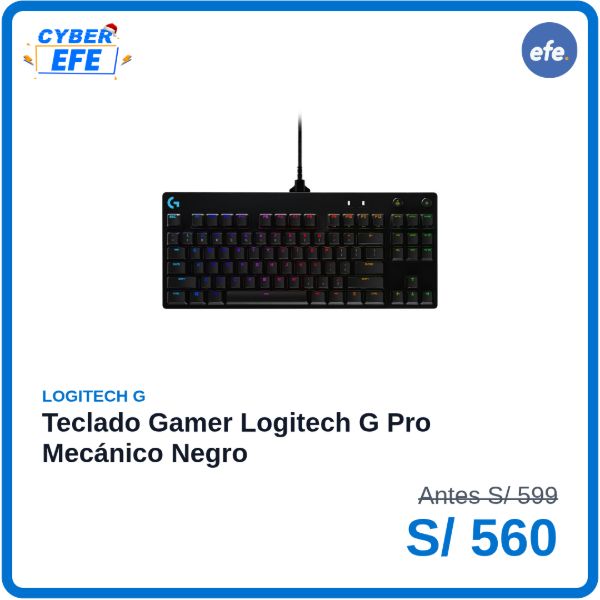 CYBER
EFE
efe.
LOGITECH G
Teclado Gamer Logitech G Pro
Mecánico Negro
Antes S/ 599
S/ 560